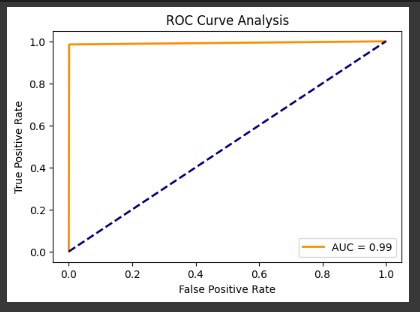 ROC Curve Analysis
True Positive Rate
1.0
0.8
0.6
0.4
0.2
0.0
AUC = 0.99
0.0 0.2 0.4 0.6 0.8 1.0
False Positive Rate